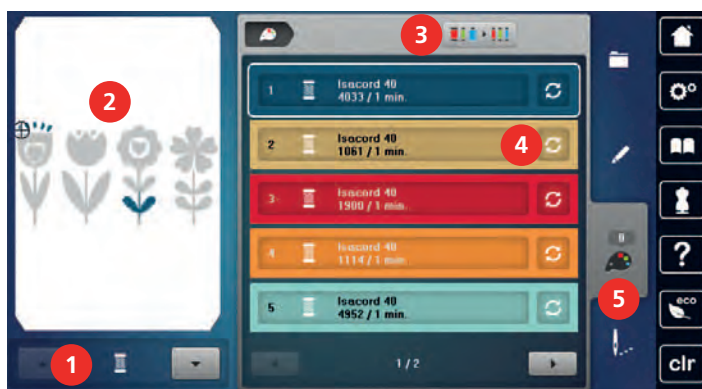 3
1
Isacord 40
4033 / 1 min.
2
2
Isacord 40
1061 / 1 min.
4
3
Isacord 40
1900 / 1 min.
9
?
4
Isacord 40
1114 / 1 min.
5
5
Isacord 40
4952 / 1 min.
eco
1
1 / 2
clr